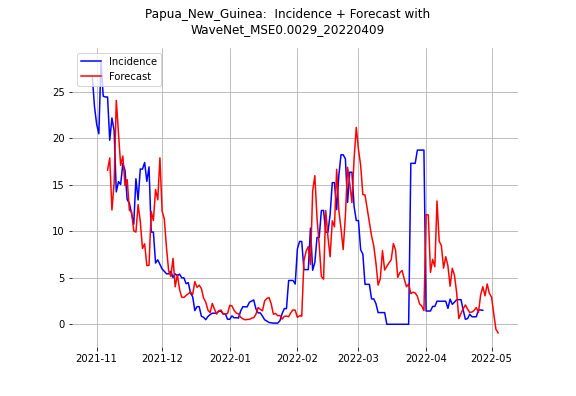 Papua_New_Guinea:  Incidence + Forecast with
WaveNet_MSE0.0029_20220409
Incidence
Forecast
25
20
15
10
5
0
2021-11 2021-12 2022-01 2022-02 2022-03 2022-04 2022-05